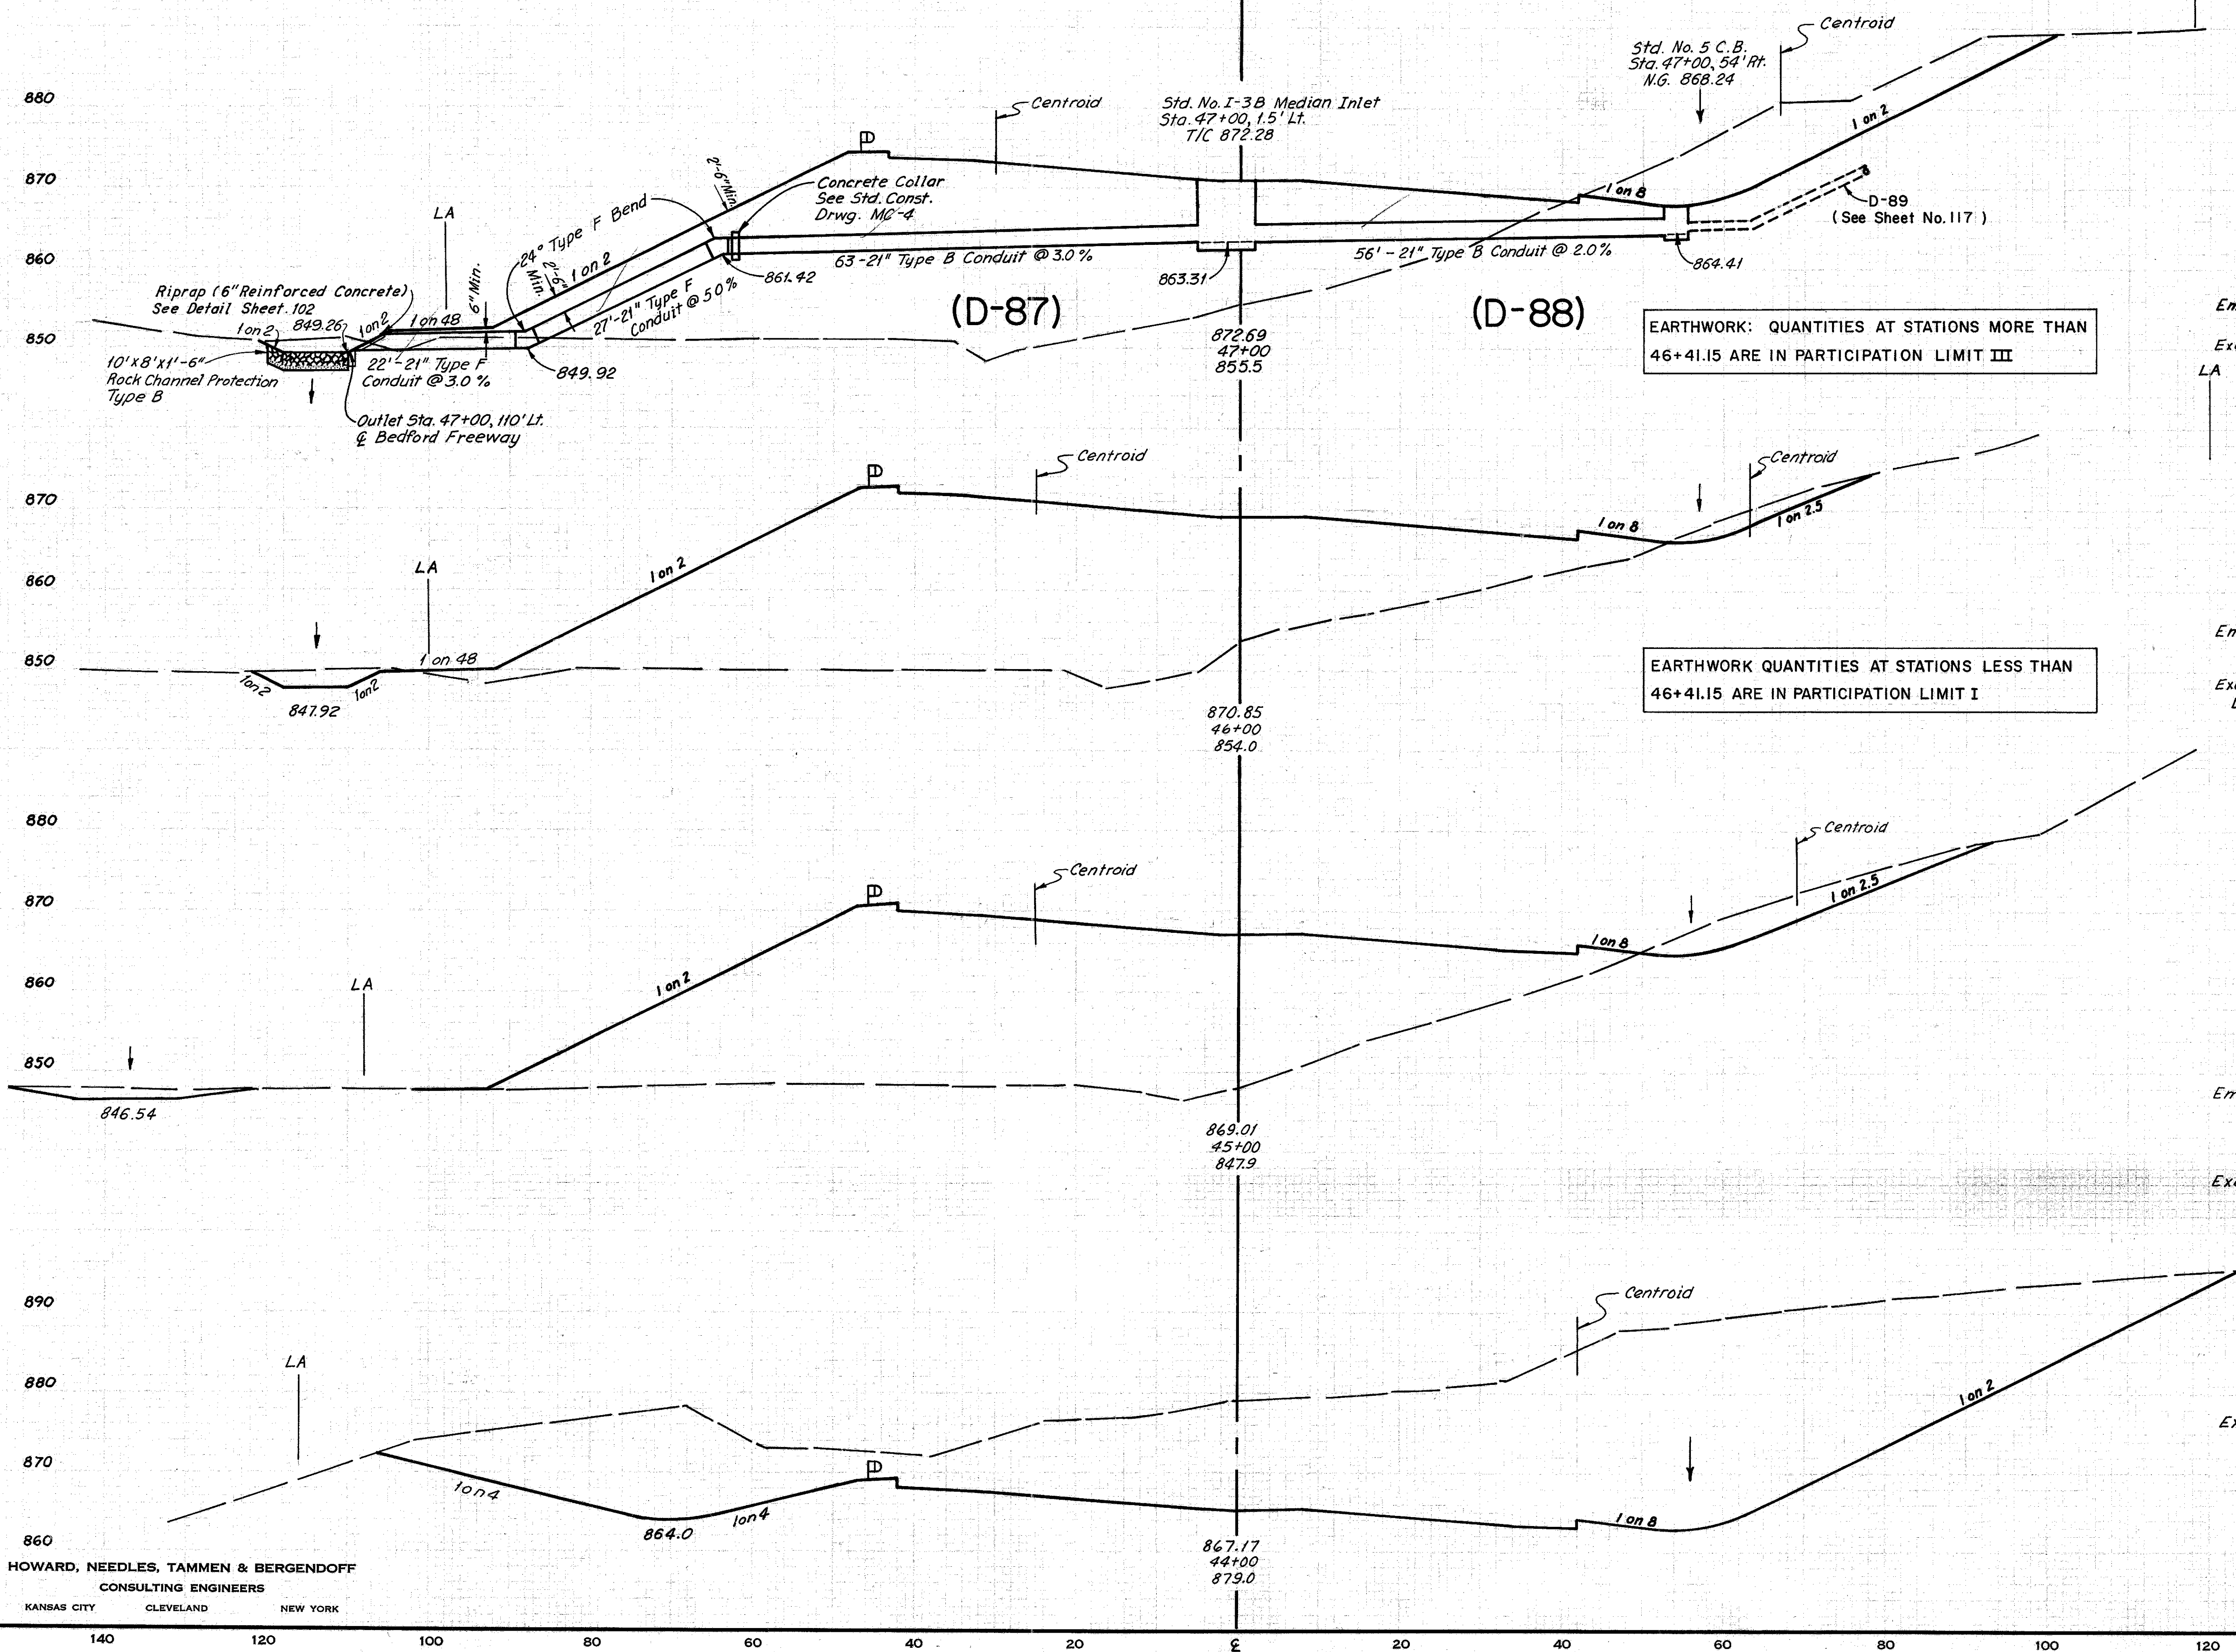 Centroid
Std. No. 5 C.B.
Sta. 47+00, 54' Rt.
N.G. 868.24
880
Centroid
Std. No. I-3B Median Inlet
Sta. 47+00, 1.5' Lt.
T/C 872.28
1 on 2
870
2'-6" Min.
Concrete Collar
See Std. Const.
Drwg. MC-4
1 on 8
D-89
(See Sheet No. 117)
LA
24° Type F Bend
860
2'-6"
Min.
1 on 2
63-21" Type B Conduit @ 3.0 %
56'-21" Type B Conduit @ 2.0 %
861.42
863.31
864.41
6" Min.
Riprap (6" Reinforced Concrete)
See Detail Sheet 102
27'-21" Type F
Conduit @ 50 %
(D-87)
(D-88)
1 on 2
849.26
1 on 2
1 on 48
850
872.69
47+00
855.5
EARTHWORK: QUANTITIES AT STATIONS MORE THAN
46+41.15 ARE IN PARTICIPATION LIMIT III
10'x8'x1'-6"
Rock Channel Protection
Type B
22'-21" Type F
Conduit @ 3.0 %
849.92
LA
Outlet Sta. 47+00, 110' Lt.
℄ Bedford Freeway
Centroid
Centroid
870
1 on 8
1 on 2.5
860
LA
1 on 2
850
1 on 48
1 on 2
1 on 2
847.92
870.85
46+00
854.0
EARTHWORK QUANTITIES AT STATIONS LESS THAN
46+41.15 ARE IN PARTICIPATION LIMIT I
880
Centroid
Centroid
870
1 on 2.5
1 on 8
860
LA
1 on 2
850
846.54
869.01
45+00
847.9
890
Centroid
LA
880
1 on 2
870
1 on 4
864.0
1 on 4
1 on 8
860
867.17
44+00
879.0
HOWARD, NEEDLES, TAMMEN & BERGENDOFF
CONSULTING ENGINEERS
KANSAS CITY CLEVELAND NEW YORK
140 120 100 80 60 40 20 ℄ 20 40 60 80 100 120